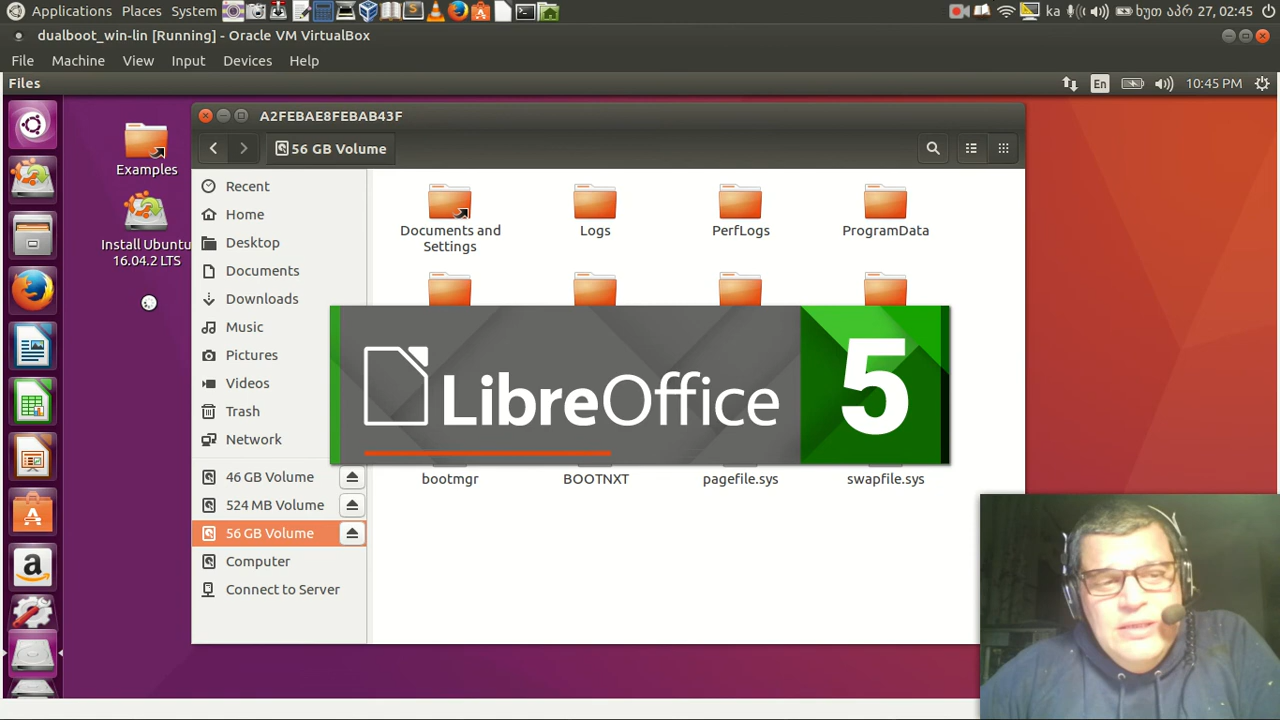 Applications Places System ka ხუთ აპრ 27, 02:45
dualboot_win-lin [Running] - Oracle VM VirtualBox
File Machine View Input Devices Help
Files En 10:45 PM
A2FEBAE8FEBAB43F
56 GB Volume
Examples
Install Ubuntu
16.04.2 LTS
Recent
Home
Desktop
Documents
Downloads
Music
Pictures
Videos
Trash
Network
46 GB Volume
524 MB Volume
56 GB Volume
Computer
Connect to Server
Documents and
Settings
Logs
PerfLogs
ProgramData
LibreOffice 5
bootmgr
BOOTNXT
pagefile.sys
swapfile.sys